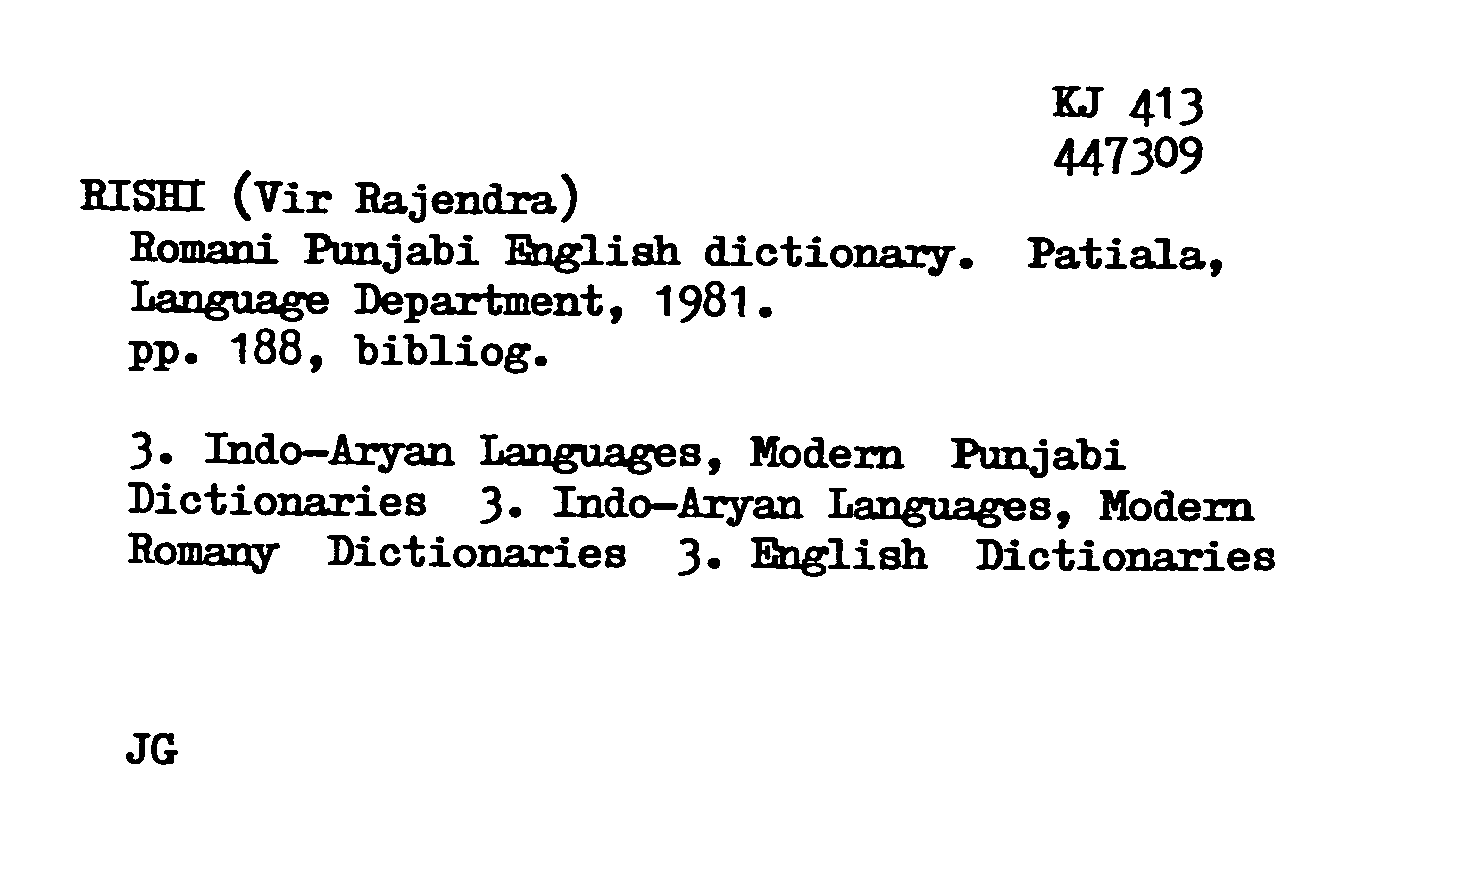 KJ 413
447309
RISHI (Vir Rajendra)
Romani Punjabi English dictionary. Patiala,
Language Department, 1981.
pp. 188, bibliog.
3. Indo-Aryan Languages, Modern Punjabi
Dictionaries 3. Indo-Aryan Languages, Modern
Romany Dictionaries 3. English Dictionaries
JG